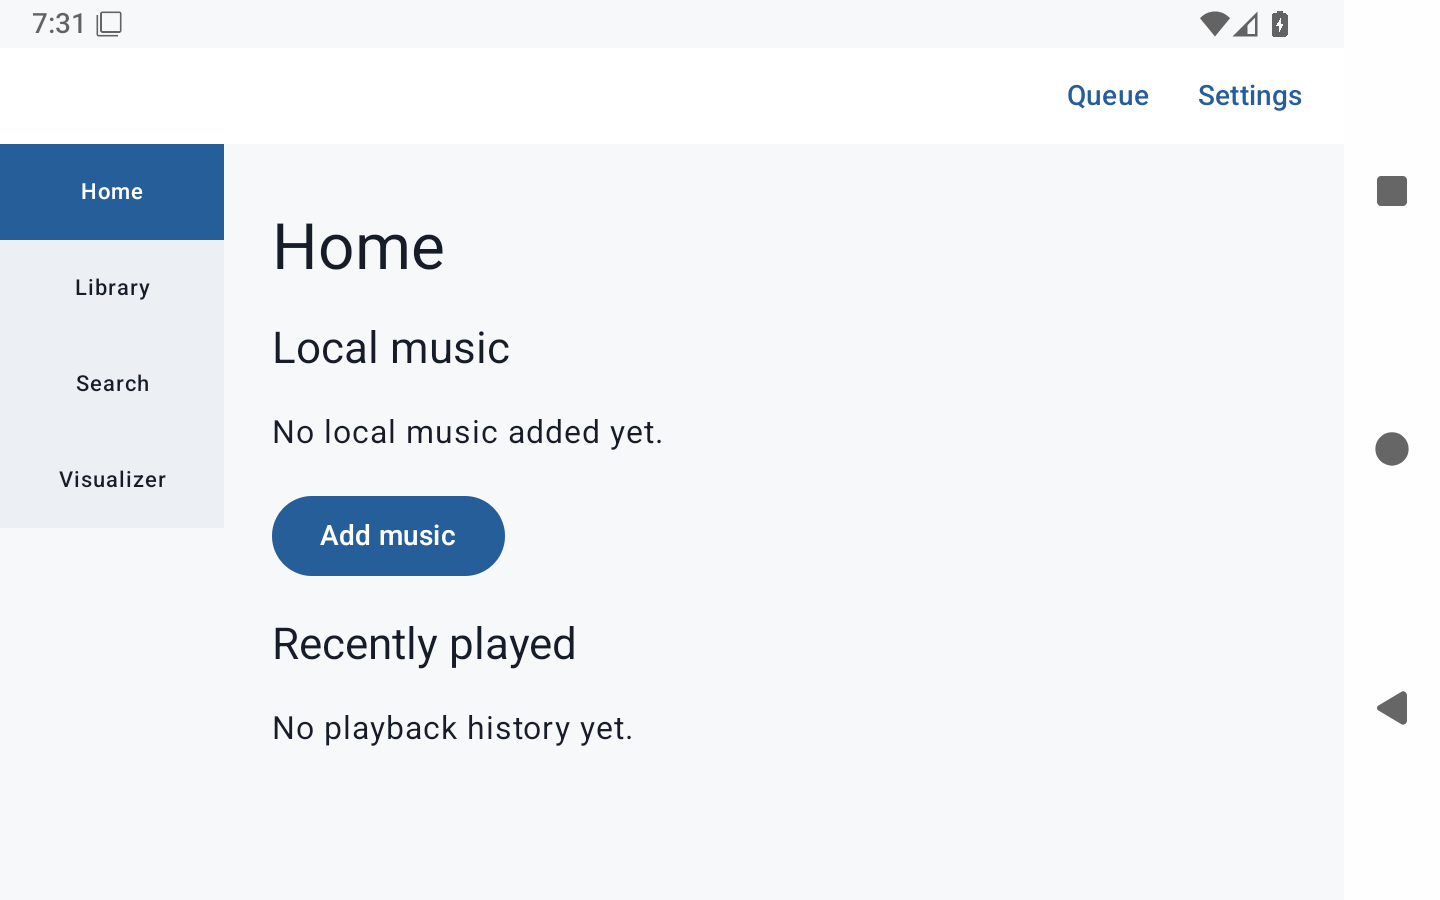 7:31
Queue Settings
Home
Library
Search
Visualizer
Home
Local music
No local music added yet.
Add music
Recently played
No playback history yet.